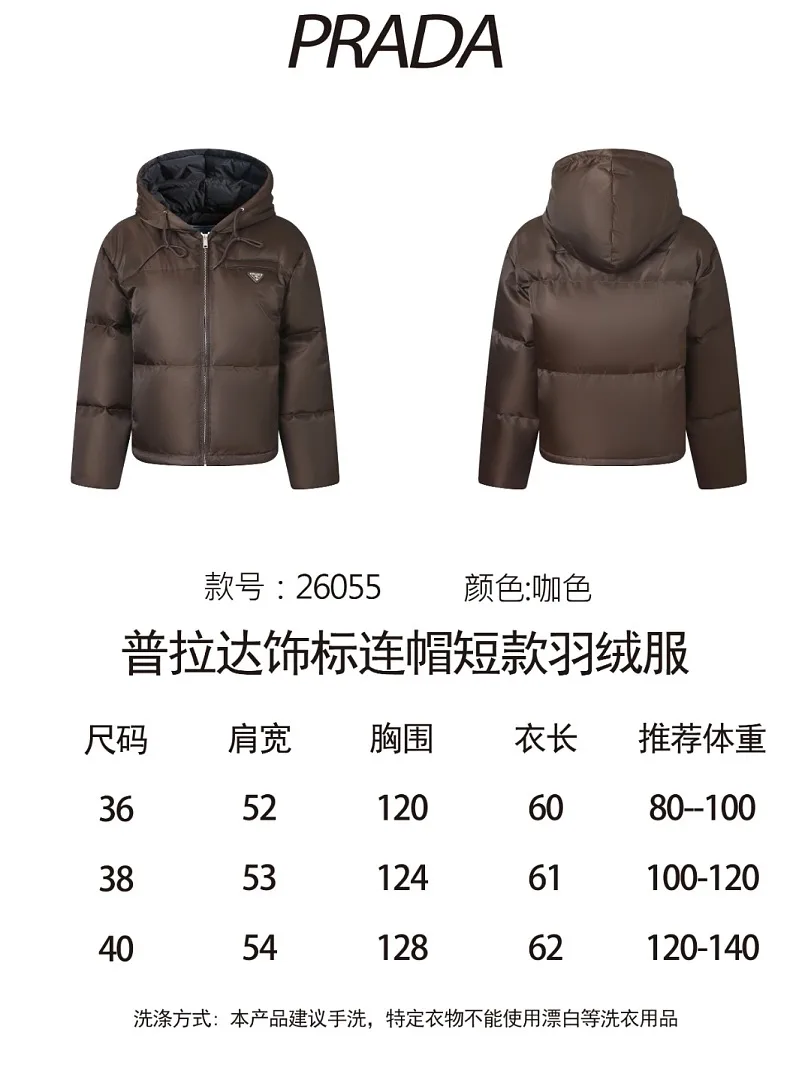 PRADA
款号：26055 颜色:咖色
普拉达饰标连帽短款羽绒服
尺码 肩宽 胸围 衣长 推荐体重
36 52 120 60 80--100
38 53 124 61 100-120
40 54 128 62 120-140
洗涤方式：本产品建议手洗，特定衣物不能使用漂白等洗衣用品